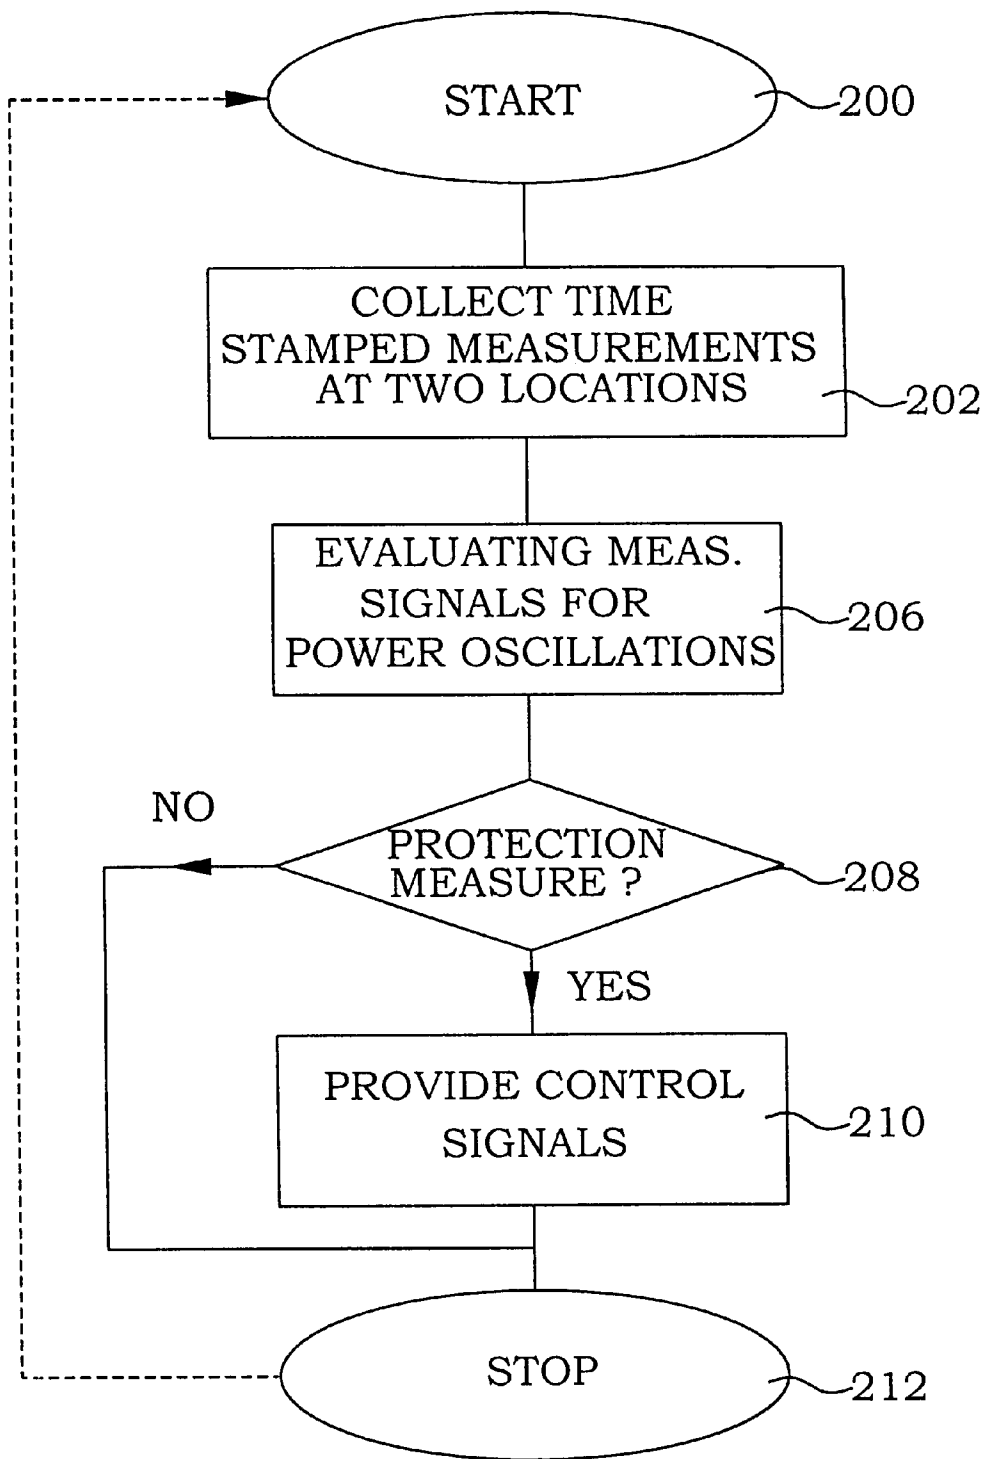 START
200
COLLECT TIME
STAMPED MEASUREMENTS
AT TWO LOCATIONS
202
EVALUATING MEAS.
SIGNALS FOR
POWER OSCILLATIONS
206
NO
PROTECTION
MEASURE ?
208
YES
PROVIDE CONTROL
SIGNALS
210
STOP
212